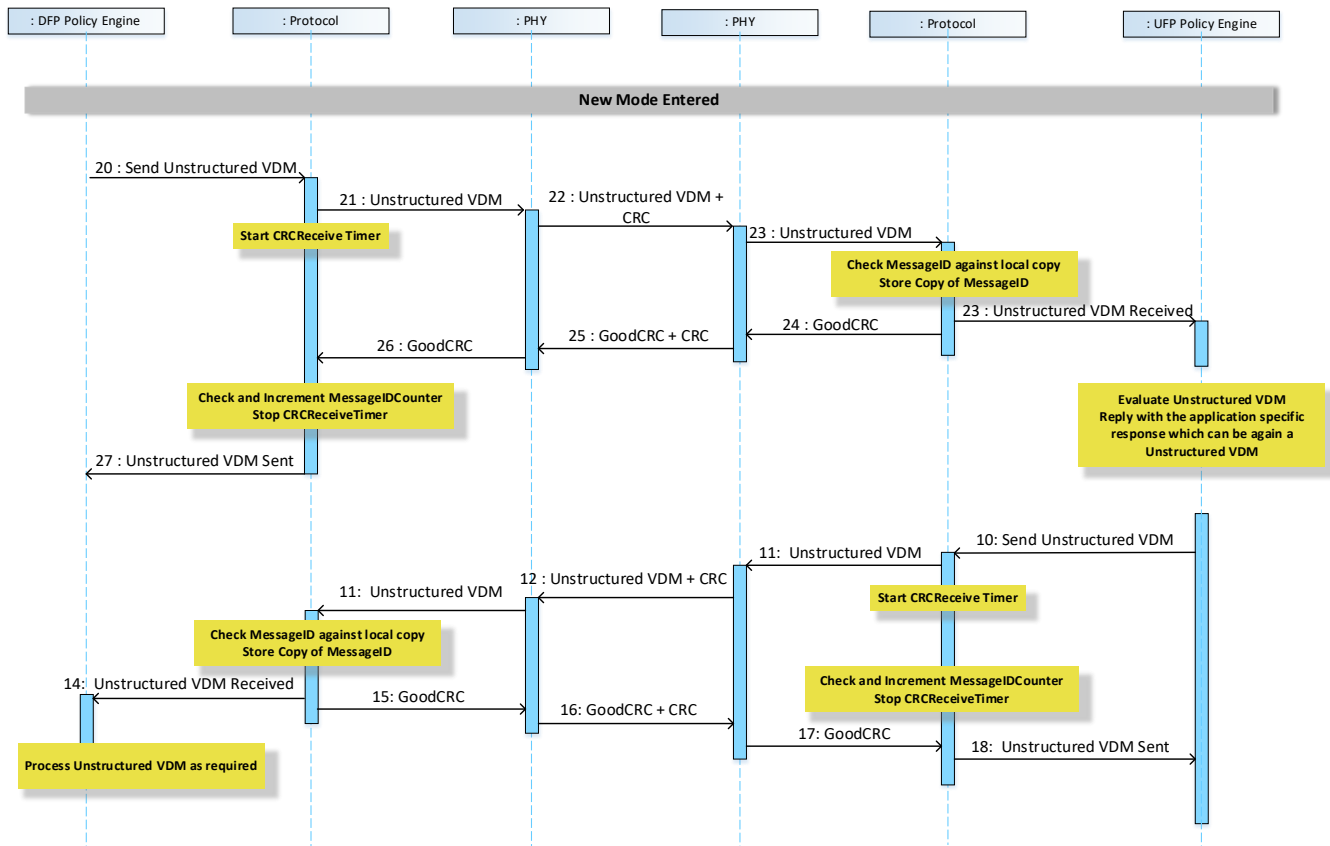 : DFP Policy Engine
: Protocol
: PHY
: PHY
: Protocol
: UFP Policy Engine
New Mode Entered
20 : Send Unstructured VDM
21 : Unstructured VDM
22 : Unstructured VDM +
CRC
23 : Unstructured VDM
Start CRCReceive Timer
Check MessageID against local copy
Store Copy of MessageID
23 : Unstructured VDM Received
24 : GoodCRC
25 : GoodCRC + CRC
26 : GoodCRC
Check and Increment MessageIDCounter
Stop CRCReceiveTimer
Evaluate Unstructured VDM
Reply with the application specific
response which can be again a
Unstructured VDM
27 : Unstructured VDM Sent
10: Send Unstructured VDM
11: Unstructured VDM
12 : Unstructured VDM + CRC
11: Unstructured VDM
Start CRCReceive Timer
Check MessageID against local copy
Store Copy of MessageID
14: Unstructured VDM Received
15: GoodCRC
16: GoodCRC + CRC
Check and Increment MessageIDCounter
Stop CRCReceiveTimer
17: GoodCRC
18: Unstructured VDM Sent
Process Unstructured VDM as required